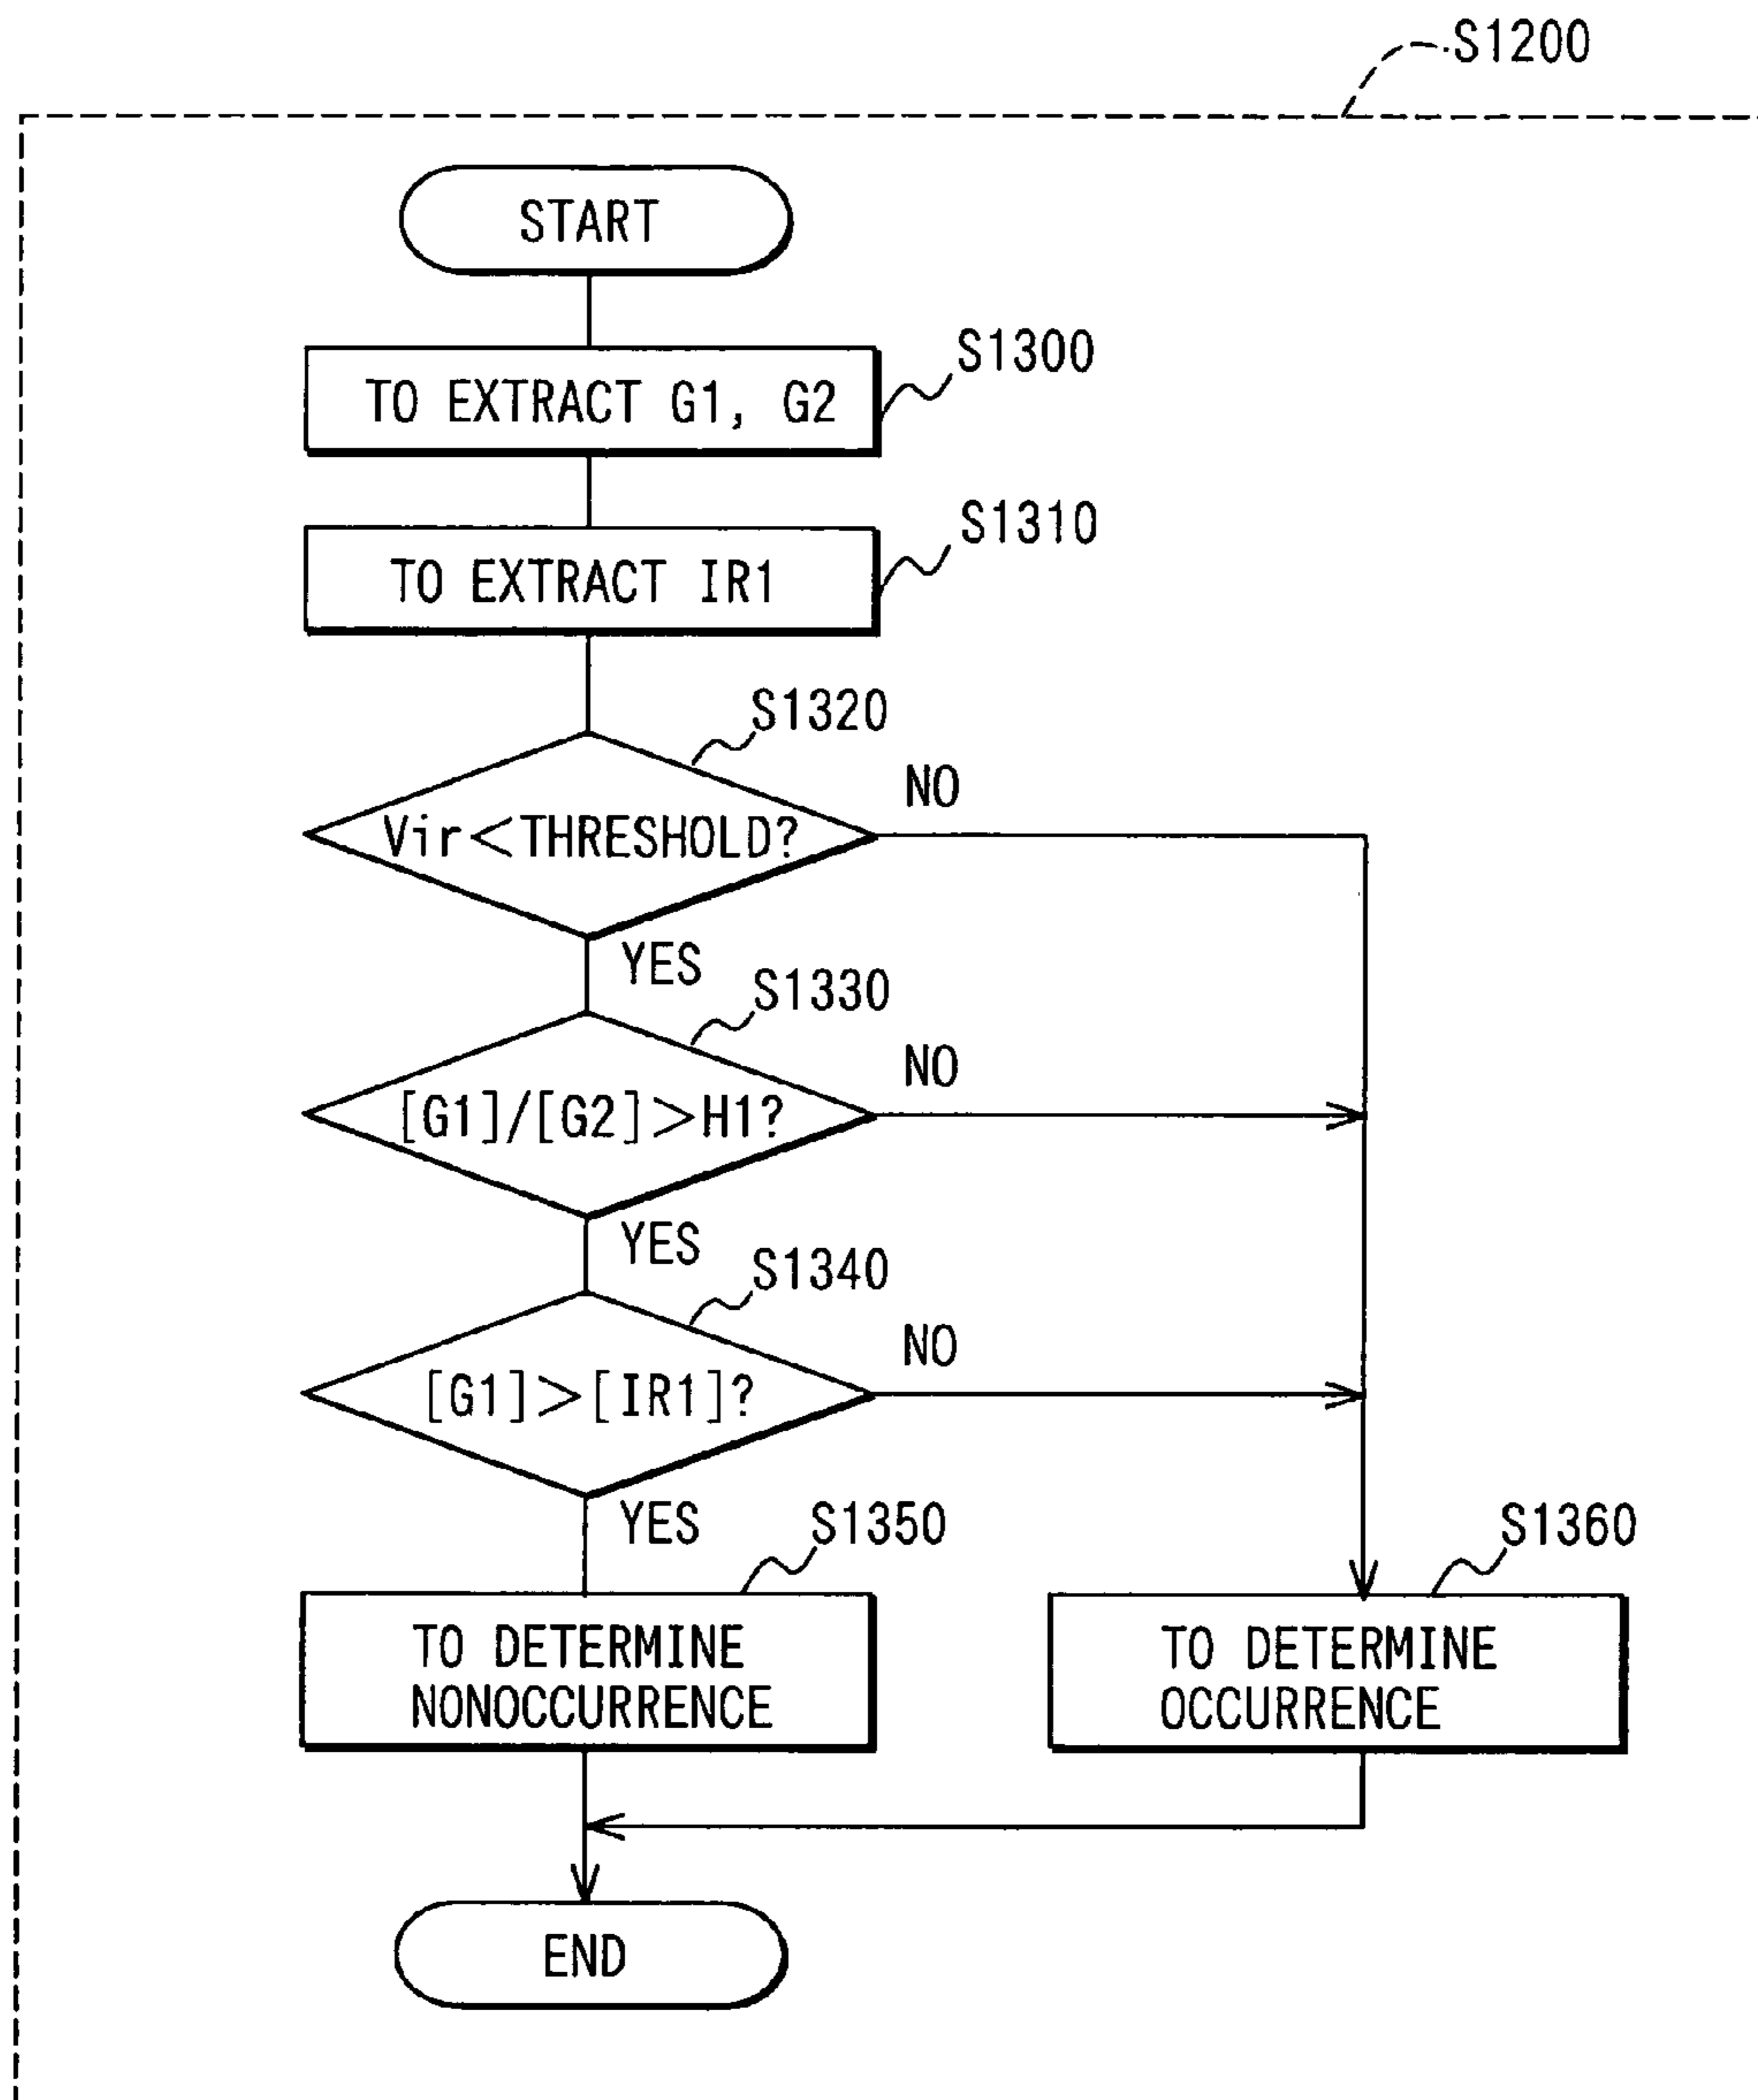 S1200
START
S1300
TO EXTRACT G1, G2
S1310
TO EXTRACT IR1
S1320
NO
Vir<THRESHOLD?
YES
S1330
NO
[G1]/[G2]>H1?
YES
S1340
NO
[G1]>[IR1]?
YES
S1350
S1360
TO DETERMINE
NONOCCURRENCE
TO DETERMINE
OCCURRENCE
END